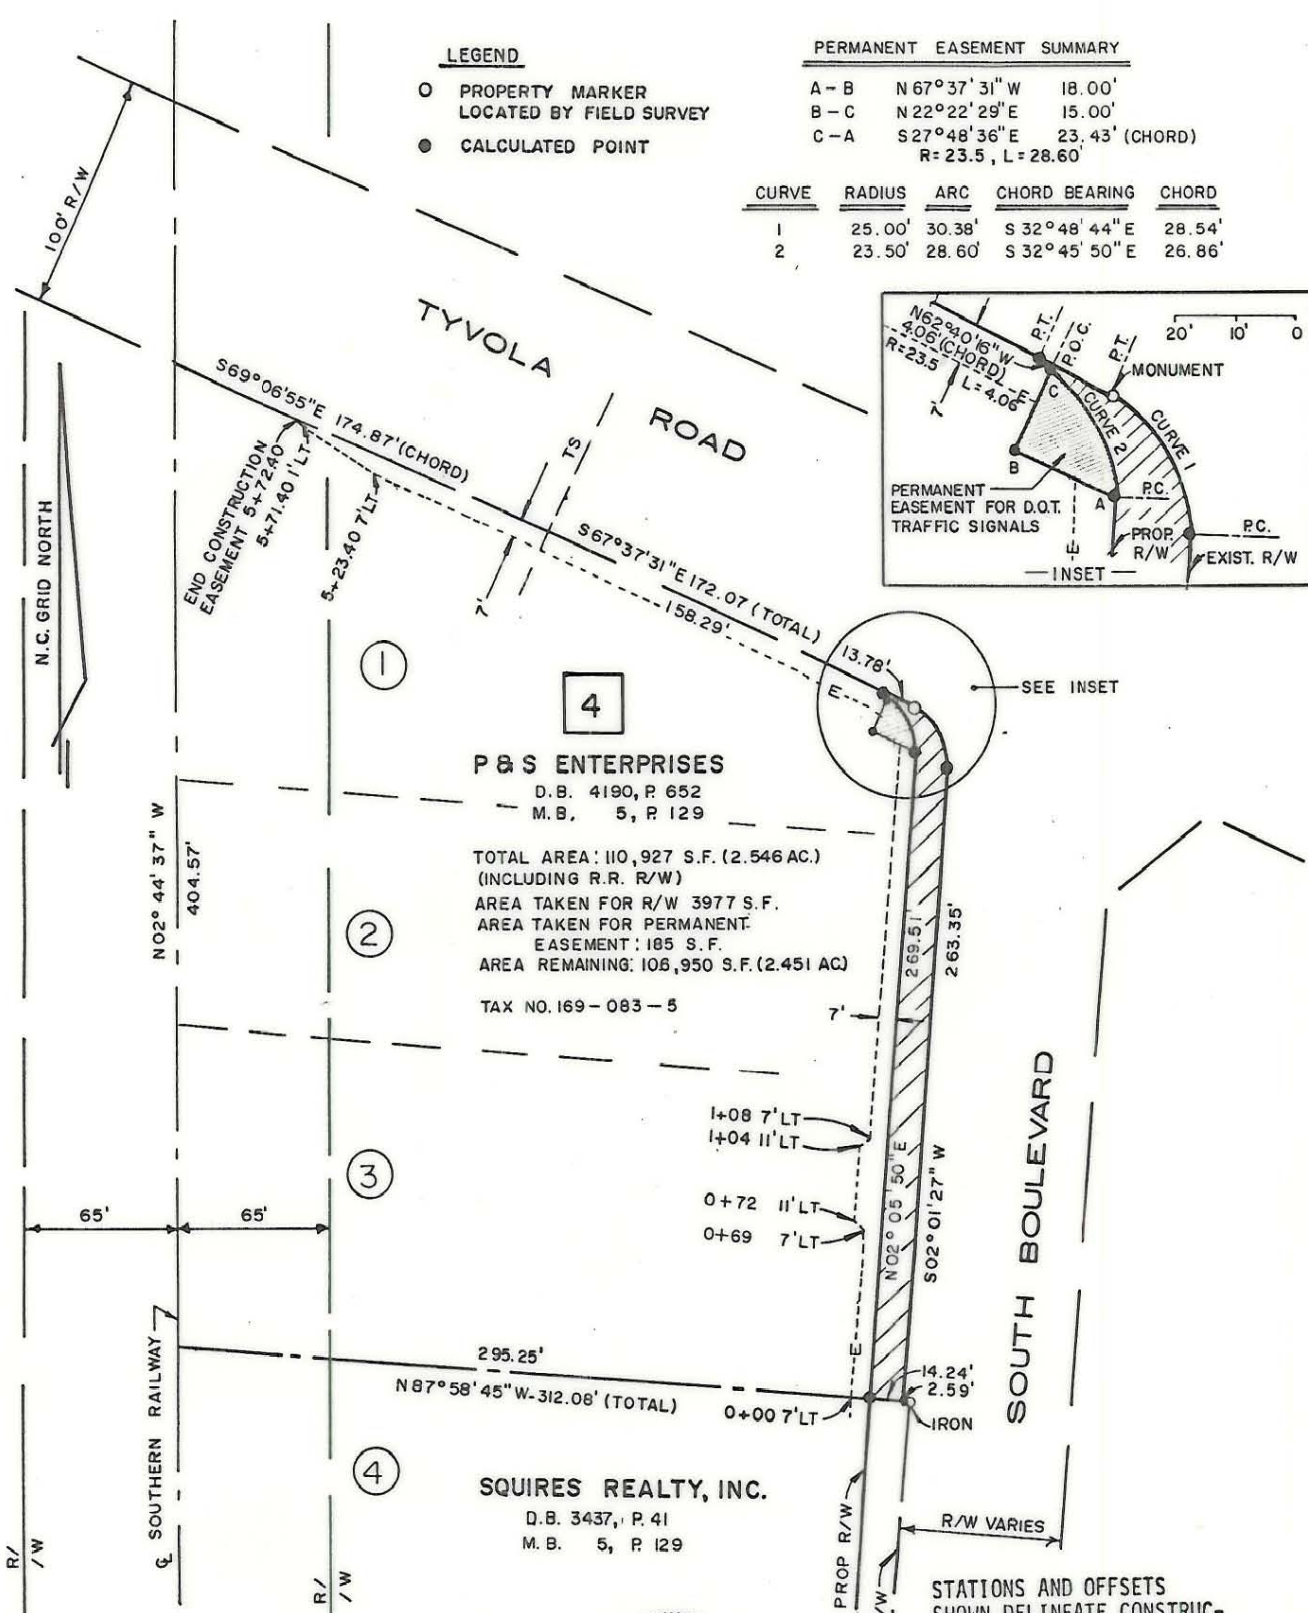 LEGEND
PROPERTY MARKER
LOCATED BY FIELD SURVEY
CALCULATED POINT
PERMANENT EASEMENT SUMMARY
A-B N 67° 37' 31" W 18.00'
B-C N 22° 22' 29" E 15.00'
C-A S 27° 48' 36" E 23.43' (CHORD)
R= 23.5, L= 28.60'
CURVE RADIUS ARC CHORD BEARING CHORD
1 25.00' 30.38' S 32° 48' 44" E 28.54'
2 23.50' 28.60' S 32° 45' 50" E 26.86'
100' R/W
TYVOLA ROAD
N62°40'16"W
4.06'(CHORD)
R=23.5 L=4.06'
7'
P.T.
P.O.C.
P.T.
20' 10' 0
MONUMENT
C
E
CURVE 2
CURVE 1
B
A
P.C.
P.C.
PERMANENT
EASEMENT FOR D.O.T.
TRAFFIC SIGNALS
E
PROP.
R/W
EXIST. R/W
INSET
S69°06'55"E 174.87'(CHORD)
TS
END CONSTRUCTION
EASEMENT 5+72.40
5+71.40 1' LT
5+23.40 7'LT
7'
S67°37'31"E 172.07 (TOTAL)
158.29'
13.78'
E
SEE INSET
N.C. GRID NORTH
1
4
P & S ENTERPRISES
D.B. 4190, P. 652
M.B. 5, P. 129
TOTAL AREA: 110,927 S.F. (2.546 AC.)
(INCLUDING R.R. R/W)
AREA TAKEN FOR R/W 3977 S.F.
AREA TAKEN FOR PERMANENT
EASEMENT: 185 S.F.
AREA REMAINING: 106,950 S.F. (2.451 AC)
TAX NO. 169-083-5
N02° 44' 37" W
404.57'
2
269.51'
263.35'
7'
1+08 7'LT
1+04 11'LT
3
0+72 11'LT
0+69 7'LT
N02° 05' 50" E
S02° 01' 27" W
SOUTH BOULEVARD
65' 65'
℄ SOUTHERN RAILWAY
295.25'
N 87° 58' 45" W-312.08' (TOTAL)
E
14.24'
2.59'
0+00 7'LT
IRON
4
SQUIRES REALTY, INC.
D.B. 3437, P. 41
M.B. 5, P. 129
R/W VARIES
PROP R/W
/W
R/
/W
R/
/W
STATIONS AND OFFSETS
SHOWN DELINEATE CONSTRUC-